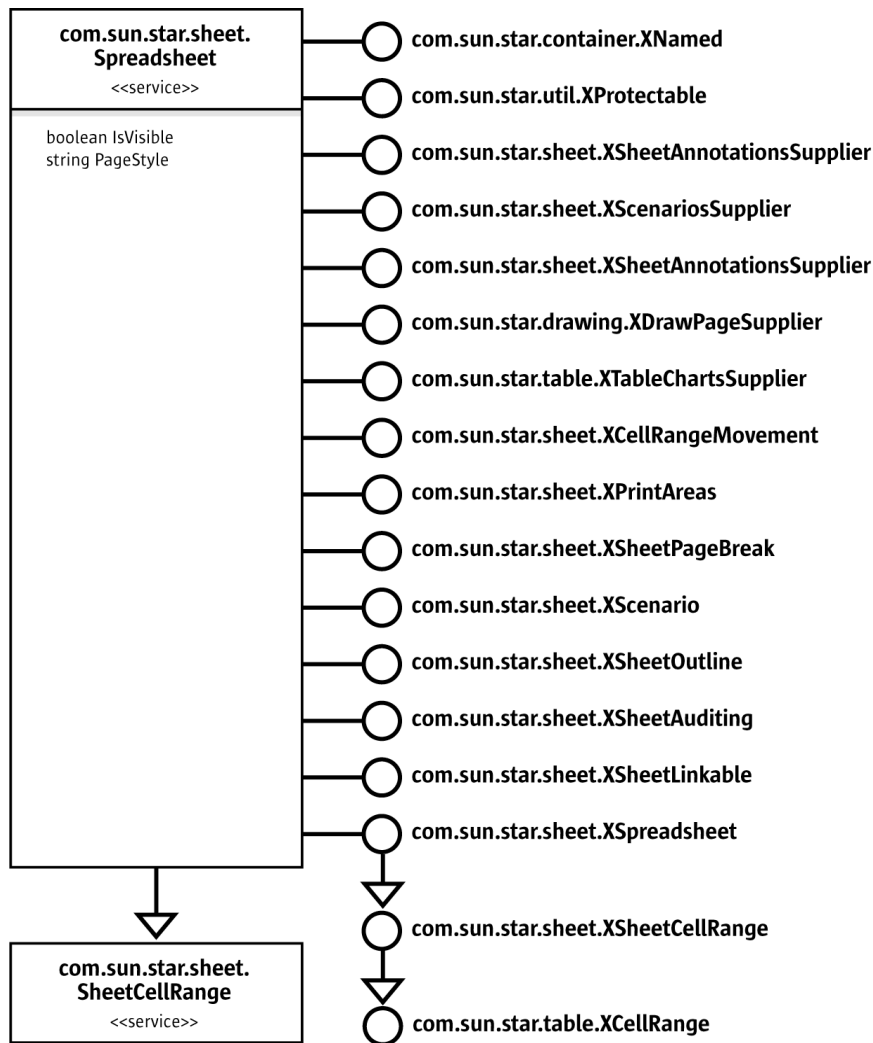 com.sun.star.sheet.
Spreadsheet
<<service>>
boolean IsVisible
string PageStyle
com.sun.star.container.XNamed
com.sun.star.util.XProtectable
com.sun.star.sheet.XSheetAnnotationsSupplier
com.sun.star.sheet.XScenariosSupplier
com.sun.star.sheet.XSheetAnnotationsSupplier
com.sun.star.drawing.XDrawPageSupplier
com.sun.star.table.XTableChartsSupplier
com.sun.star.sheet.XCellRangeMovement
com.sun.star.sheet.XPrintAreas
com.sun.star.sheet.XSheetPageBreak
com.sun.star.sheet.XScenario
com.sun.star.sheet.XSheetOutline
com.sun.star.sheet.XSheetAuditing
com.sun.star.sheet.XSheetLinkable
com.sun.star.sheet.XSpreadsheet
com.sun.star.sheet.XSheetCellRange
com.sun.star.table.XCellRange
com.sun.star.sheet.
SheetCellRange
<<service>>